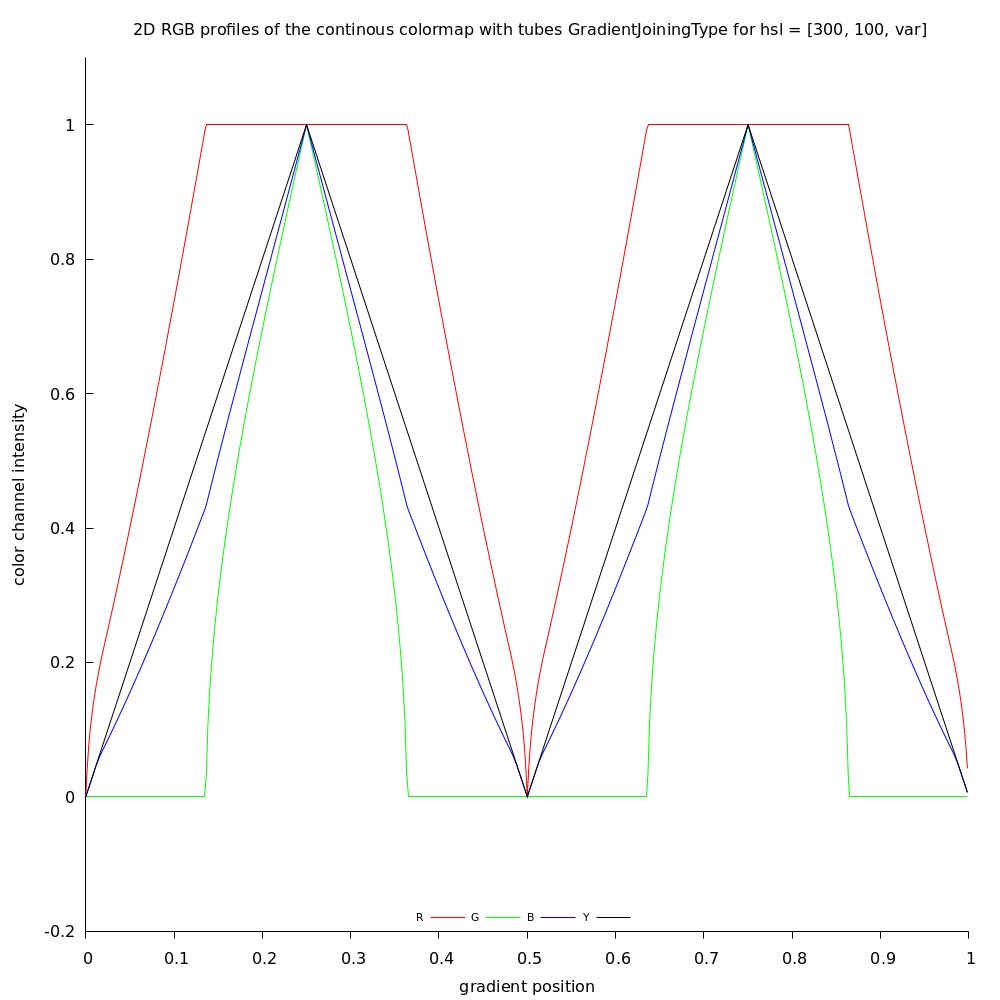 2D RGB profiles of the continous colormap with tubes GradientJoiningType for hsl = [300, 100, var]
1
0.8
0.6
0.4
0.2
0
-0.2
color channel intensity
R G B Y
0 0.1 0.2 0.3 0.4 0.5 0.6 0.7 0.8 0.9 1
gradient position